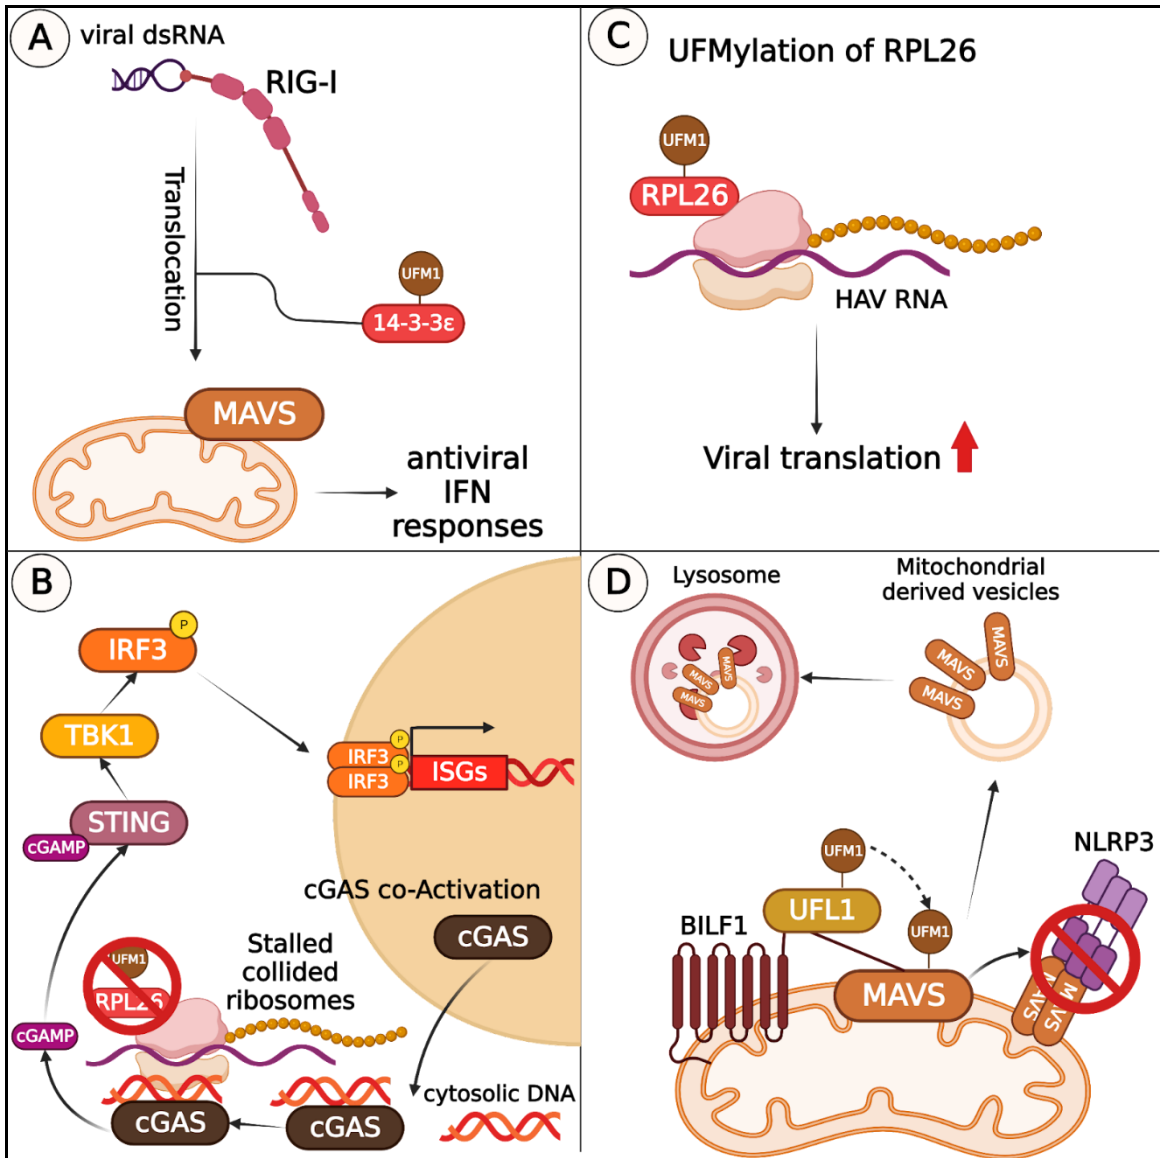 A
viral dsRNA
RIG-I
Translocation
UFM1
14-3-3ε
MAVS
antiviral
IFN
responses
C
UFMylation of RPL26
UFM1
RPL26
HAV RNA
Viral translation
B
P
IRF3
TBK1
STING
cGAMP
P
IRF3
P
IRF3
ISGs
cGAS co-Activation
cGAS
Stalled
collided
ribosomes
UFM1
RPL26
cGAMP
cytosolic DNA
cGAS
cGAS
D
Lysosome
Mitochondrial
derived vesicles
MAVS
MAVS
MAVS
MAVS
MAVS
MAVS
NLRP3
UFM1
UFL1
UFM1
BILF1
MAVS
MAVS
MAVS